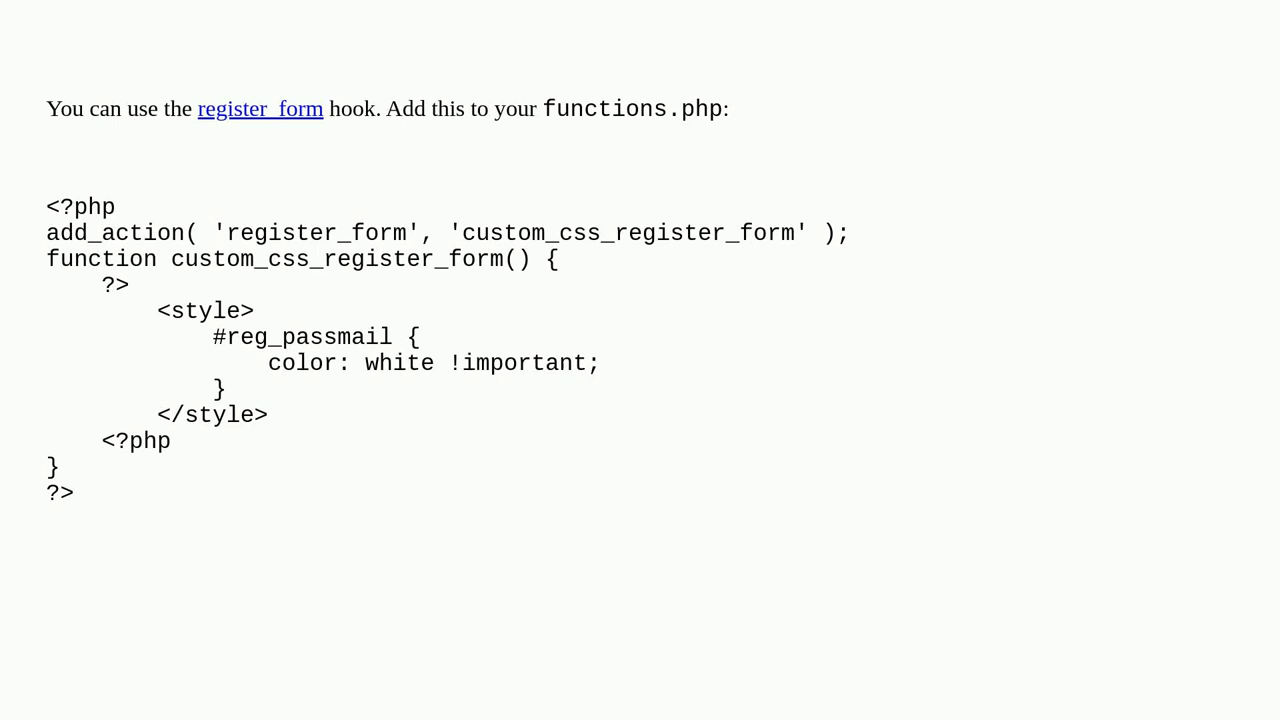 You can use the register_form hook. Add this to your functions.php:
<?php
add_action( 'register_form', 'custom_css_register_form' );
function custom_css_register_form() {
    ?>
        <style>
            #reg_passmail {
                color: white !important;
            }
        </style>
    <?php
}
?>